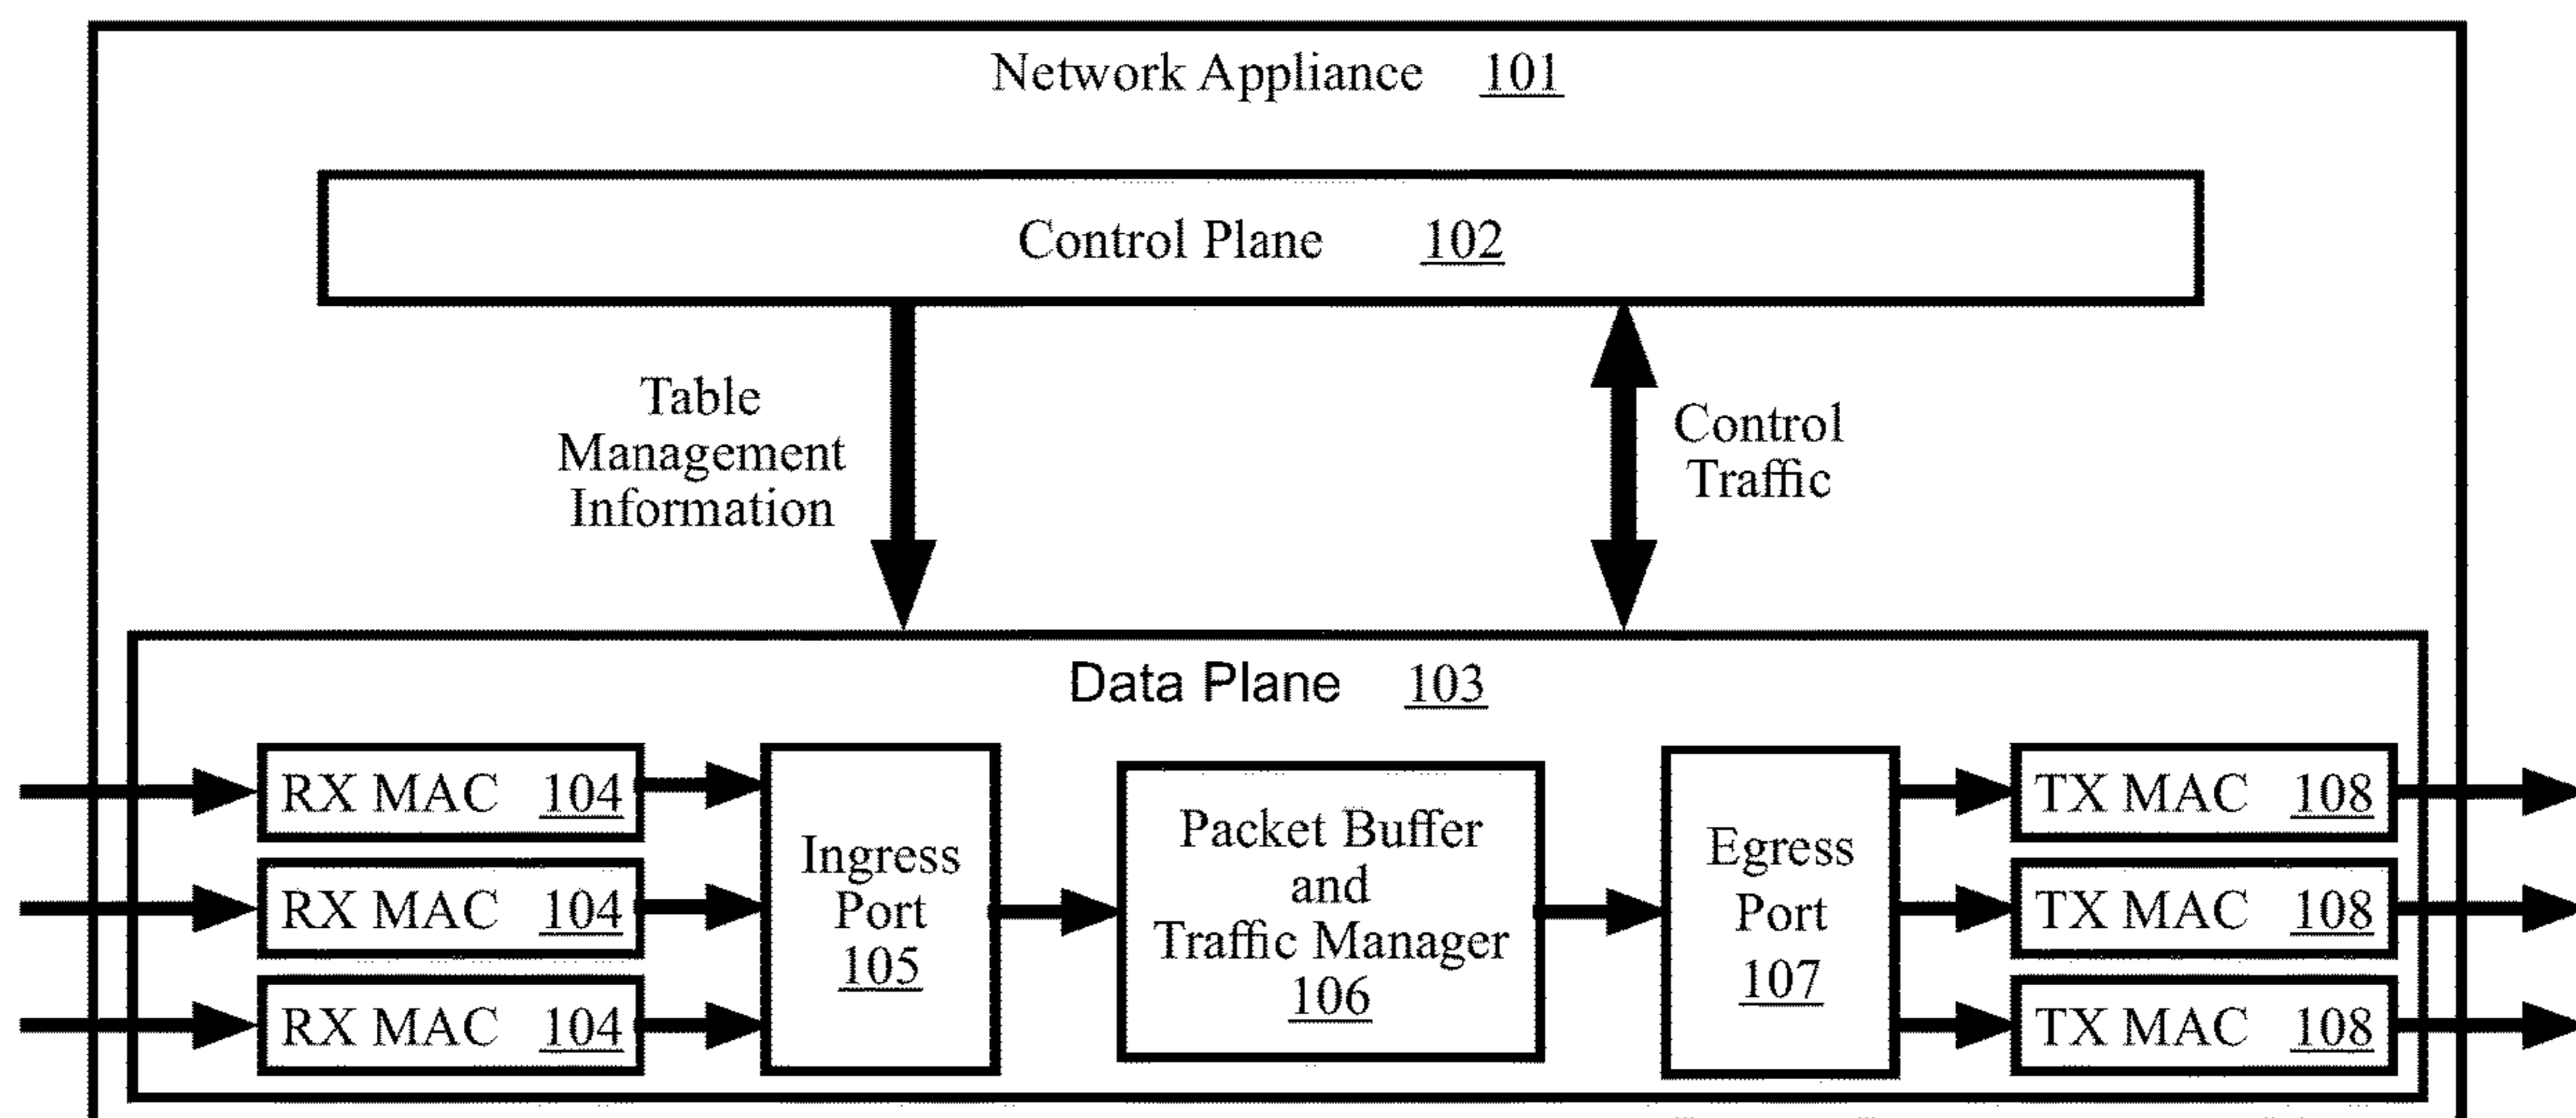 Network Appliance 101
Control Plane 102
Table
Management
Information
Control
Traffic
Data Plane 103
RX MAC 104
RX MAC 104
RX MAC 104
Ingress
Port
105
Packet Buffer
and
Traffic Manager
106
Egress
Port
107
TX MAC 108
TX MAC 108
TX MAC 108